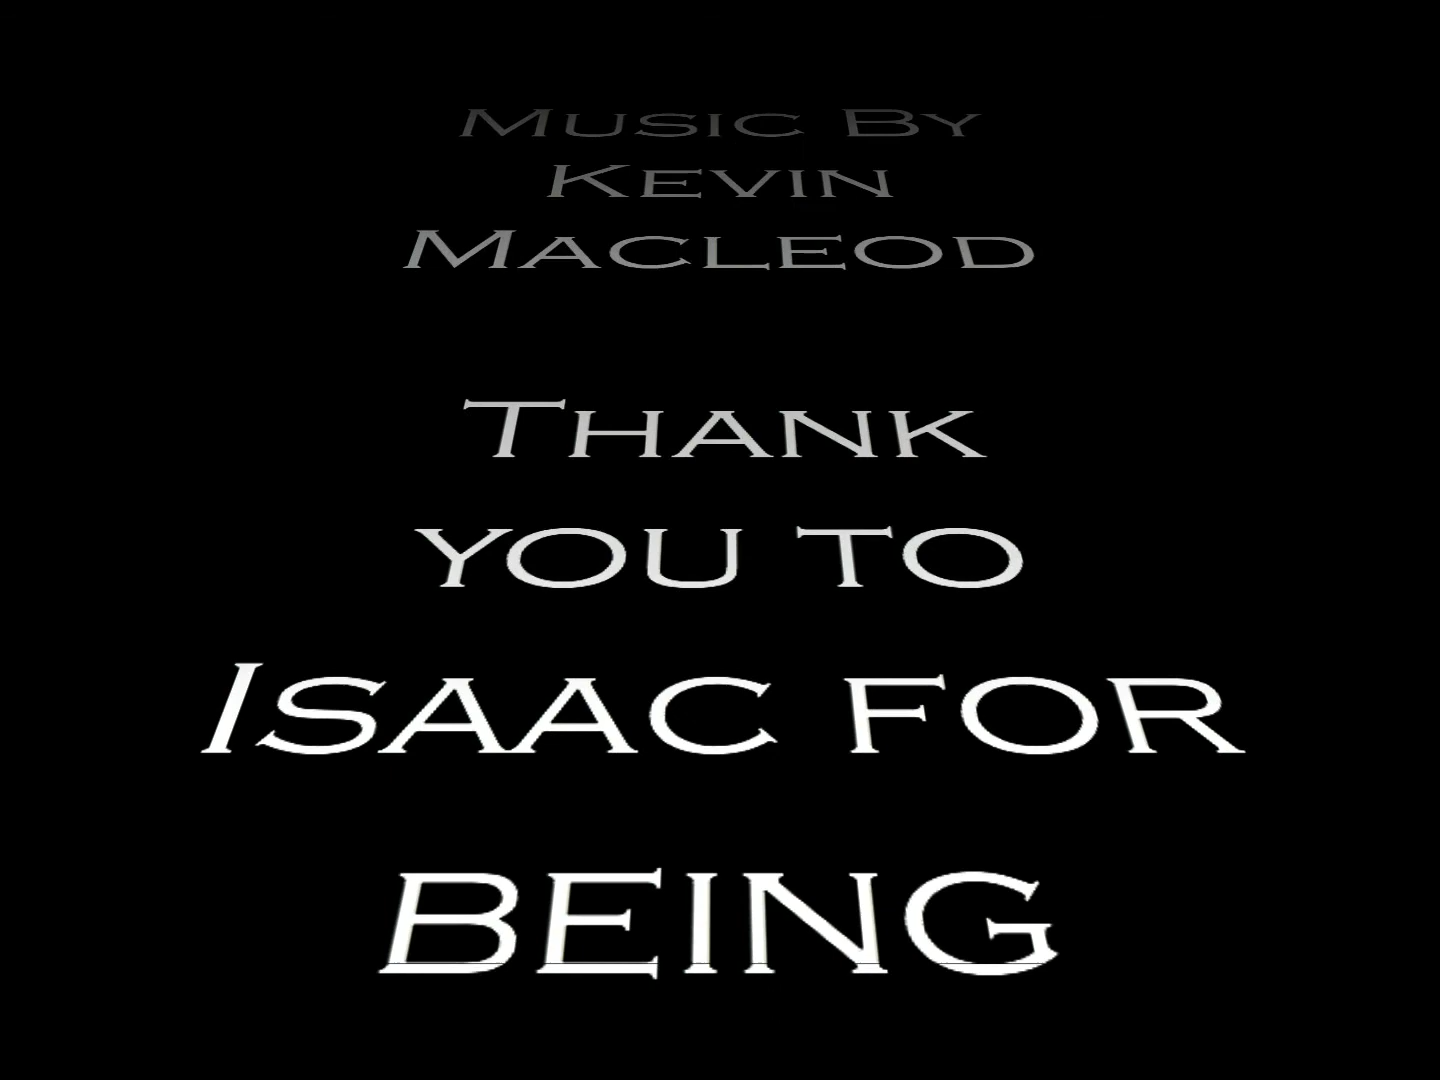 Music By
Kevin
Macleod
Thank
you to
Isaac for
being